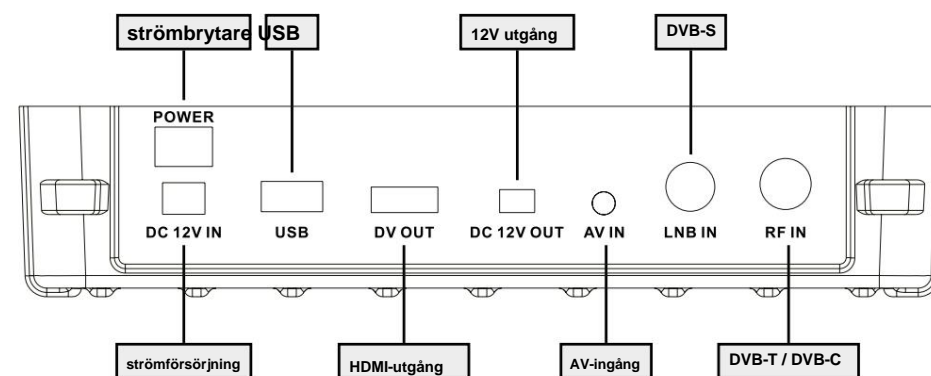 strömbrytare USB
12V utgång
DVB-S
POWER
DC 12V IN
USB
DV OUT
DC 12V OUT
AV IN
LNB IN
RF IN
strömförsörjning
HDMI-utgång
AV-ingång
DVB-T / DVB-C